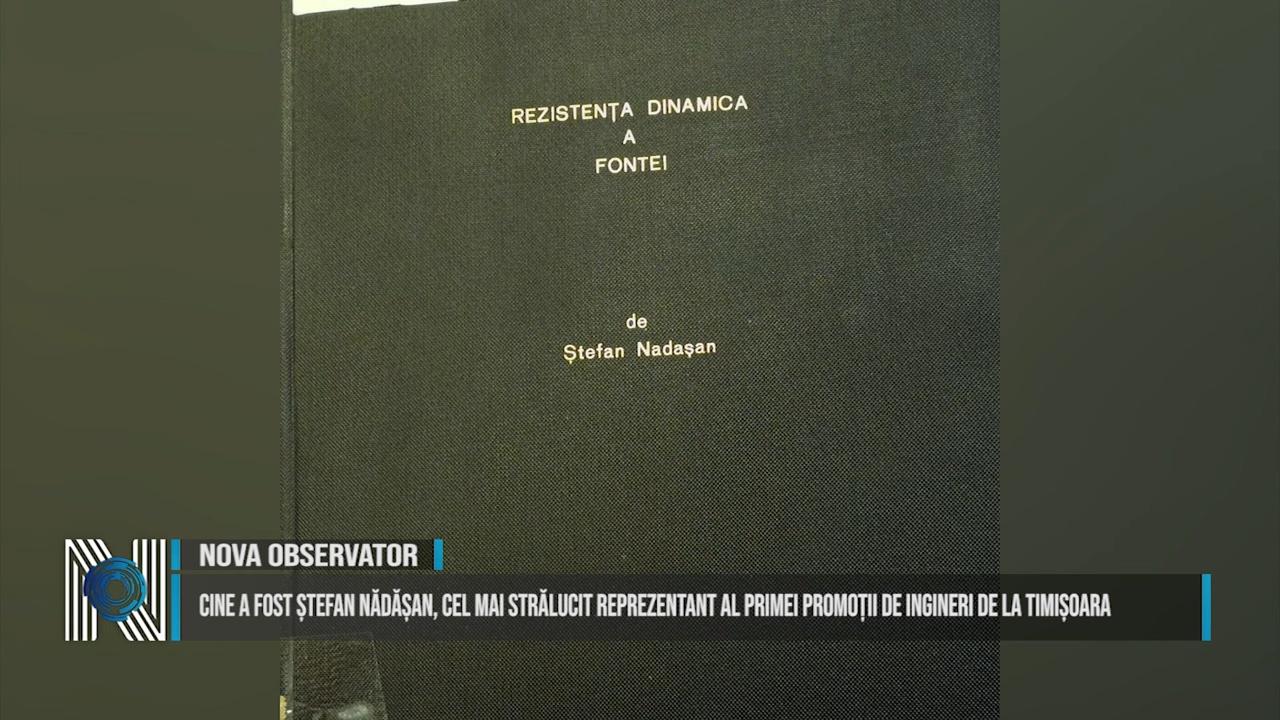 REZISTENȚA DINAMICA
A
FONTEI
de
Ștefan Nadașan
NOVA OBSERVATOR
CINE A FOST ȘTEFAN NĂDĂȘAN, CEL MAI STRĂLUCIT REPREZENTANT AL PRIMEI PROMOȚII DE INGINERI DE LA TIMIȘOARA